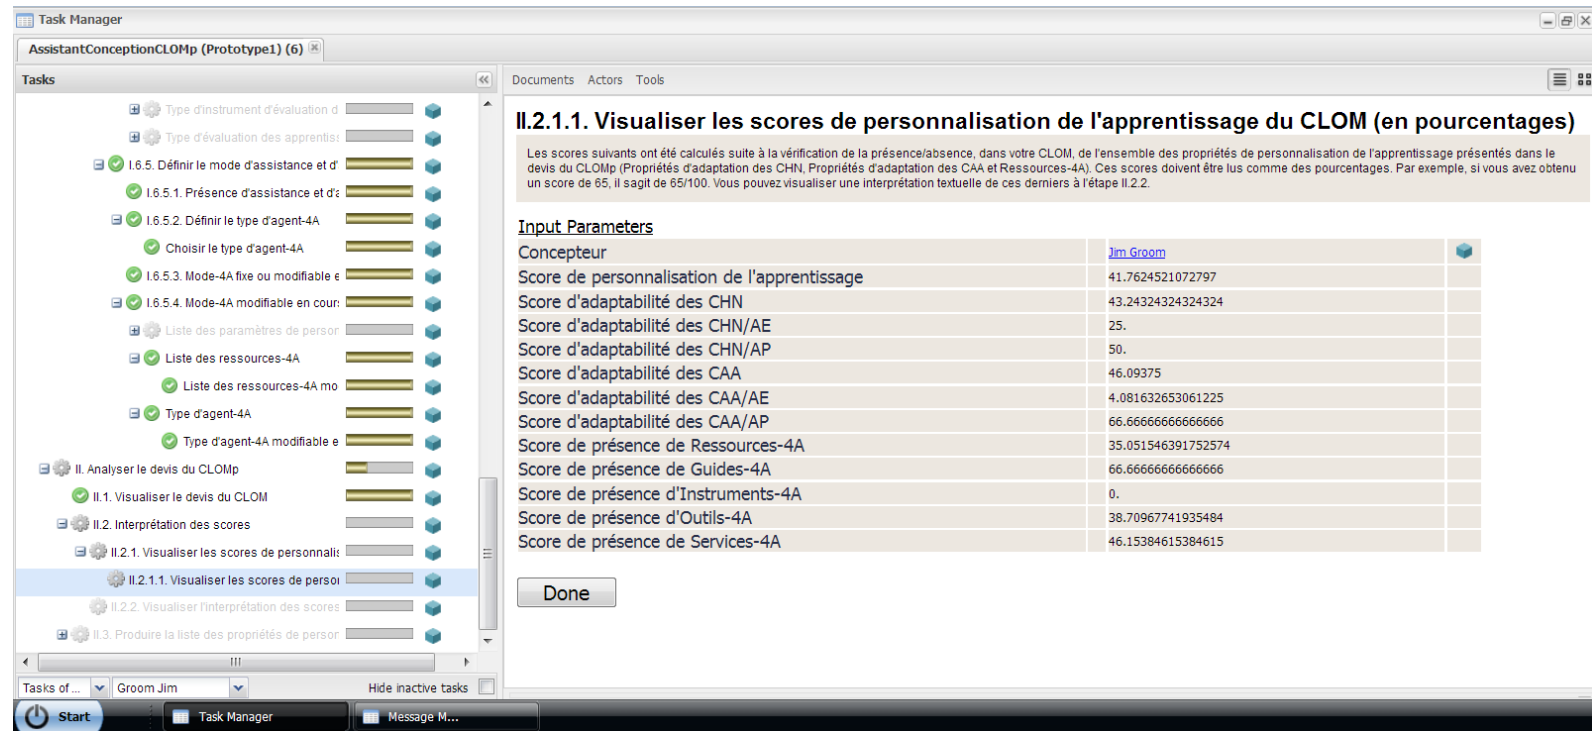 Task Manager
AssistantConceptionCLOMp (Prototype1) (6)
Tasks
Type d'instrument d'évaluation d
Type d'évaluation des apprentis
I.6.5. Définir le mode d'assistance et d'
I.6.5.1. Présence d'assistance et d'a
I.6.5.2. Définir le type d'agent-4A
Choisir le type d'agent-4A
I.6.5.3. Mode-4A fixe ou modifiable e
I.6.5.4. Mode-4A modifiable en cour
Liste des paramètres de person
Liste des ressources-4A
Liste des ressources-4A mo
Type d'agent-4A
Type d'agent-4A modifiable e
II. Analyser le devis du CLOMp
II.1. Visualiser le devis du CLOM
II.2. Interprétation des scores
II.2.1. Visualiser les scores de personnalis
II.2.1.1. Visualiser les scores de person
II.2.2. Visualiser l'interprétation des scores
II.3. Produire la liste des propriétés de person
Tasks of ... Groom Jim Hide inactive tasks
Documents Actors Tools
II.2.1.1. Visualiser les scores de personnalisation de l'apprentissage du CLOM (en pourcentages)
Les scores suivants ont été calculés suite à la vérification de la présence/absence, dans votre CLOM, de l'ensemble des propriétés de personnalisation de l'apprentissage présentés dans le
devis du CLOMp (Propriétés d'adaptation des CHN, Propriétés d'adaptation des CAA et Ressources-4A). Ces scores doivent être lus comme des pourcentages. Par exemple, si vous avez obtenu
un score de 65, il sagit de 65/100. Vous pouvez visualiser une interprétation textuelle de ces derniers à l'étape II.2.2.
Input Parameters
Concepteur Jim Groom
Score de personnalisation de l'apprentissage 41.7624521072797
Score d'adaptabilité des CHN 43.24324324324324
Score d'adaptabilité des CHN/AE 25.
Score d'adaptabilité des CHN/AP 50.
Score d'adaptabilité des CAA 46.09375
Score d'adaptabilité des CAA/AE 4.081632653061225
Score d'adaptabilité des CAA/AP 66.66666666666666
Score de présence de Ressources-4A 35.051546391752574
Score de présence de Guides-4A 66.66666666666666
Score de présence d'Instruments-4A 0.
Score de présence d'Outils-4A 38.70967741935484
Score de présence de Services-4A 46.15384615384615
Done
Start Task Manager Message M...